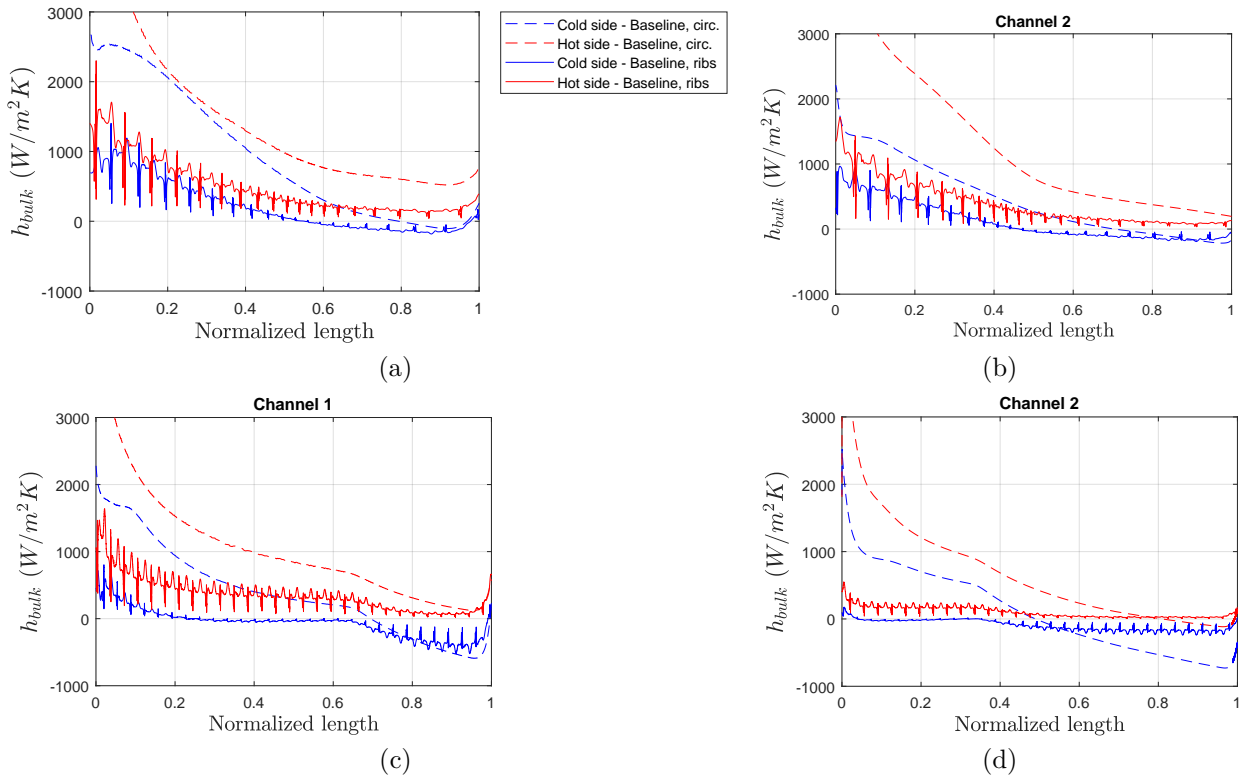 3000
2000
1000
0
-1000
0
0.2
0.4
0.6
0.8
1
h_bulk (W/m^2K)
Normalized length
(a)
Cold side - Baseline, circ.
Hot side - Baseline, circ.
Cold side - Baseline, ribs
Hot side - Baseline, ribs
Channel 2
3000
2000
1000
0
-1000
0
0.2
0.4
0.6
0.8
1
h_bulk (W/m^2K)
Normalized length
(b)
Channel 1
3000
2000
1000
0
-1000
0
0.2
0.4
0.6
0.8
1
h_bulk (W/m^2K)
Normalized length
(c)
Channel 2
3000
2000
1000
0
-1000
0
0.2
0.4
0.6
0.8
1
h_bulk (W/m^2K)
Normalized length
(d)